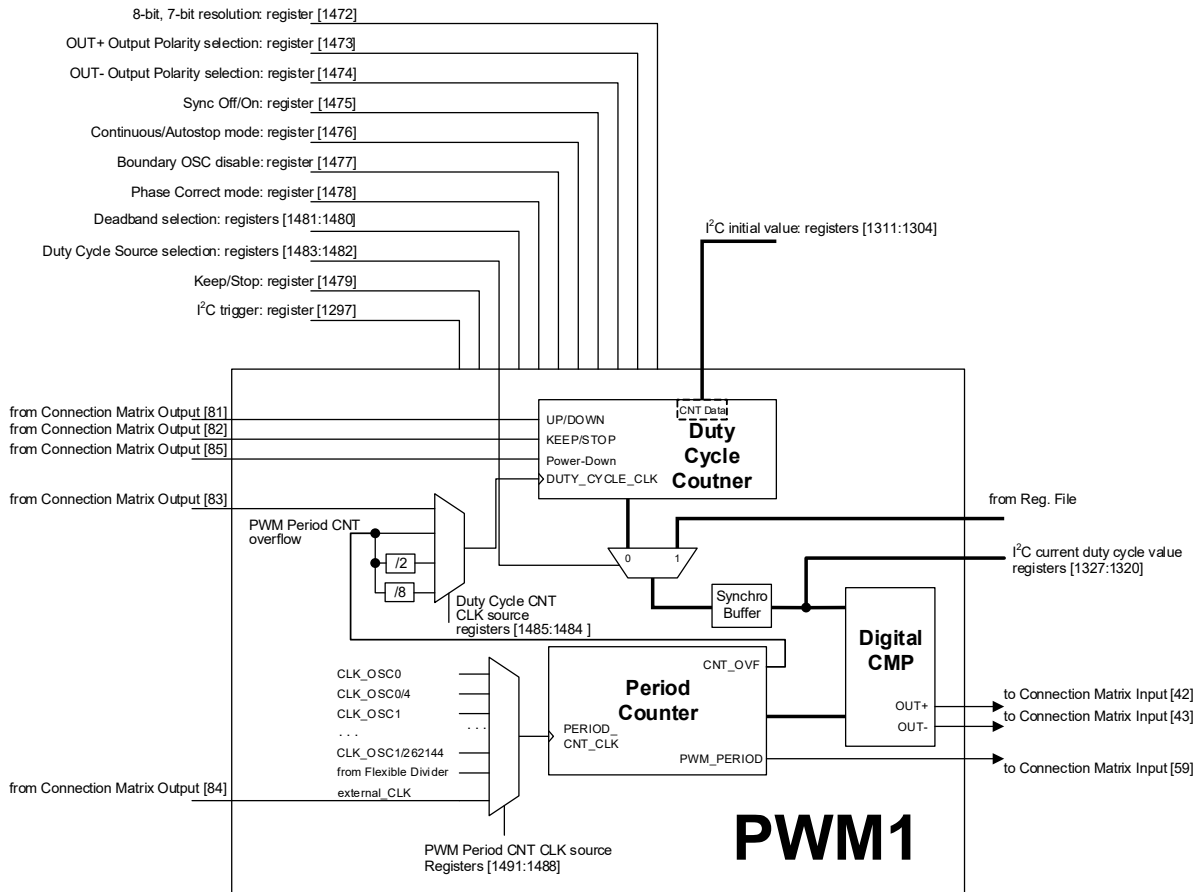 8-bit, 7-bit resolution: register [1472]
OUT+ Output Polarity selection: register [1473]
OUT- Output Polarity selection: register [1474]
Sync Off/On: register [1475]
Continuous/Autostop mode: register [1476]
Boundary OSC disable: register [1477]
Phase Correct mode: register [1478]
Deadband selection: registers [1481:1480]
Duty Cycle Source selection: registers [1483:1482]
Keep/Stop: register [1479]
I²C trigger: register [1297]
I²C initial value: registers [1311:1304]
from Connection Matrix Output [81]
from Connection Matrix Output [82]
from Connection Matrix Output [85]
from Connection Matrix Output [83]
UP/DOWN
KEEP/STOP
Power-Down
DUTY_CYCLE_CLK
CNT Data
Duty
Cycle
Coutner
PWM Period CNT
overflow
/2
/8
Duty Cycle CNT
CLK source
registers [1485:1484 ]
0
1
from Reg. File
I²C current duty cycle value
registers [1327:1320]
Synchro
Buffer
Digital
CMP
OUT+
OUT-
to Connection Matrix Input [42]
to Connection Matrix Input [43]
to Connection Matrix Input [59]
CNT_OVF
Period
Counter
PERIOD_
CNT_CLK
PWM_PERIOD
CLK_OSC0
CLK_OSC0/4
CLK_OSC1
. . .
. . .
CLK_OSC1/262144
from Flexible Divider
external_CLK
from Connection Matrix Output [84]
PWM Period CNT CLK source
Registers [1491:1488]
PWM1